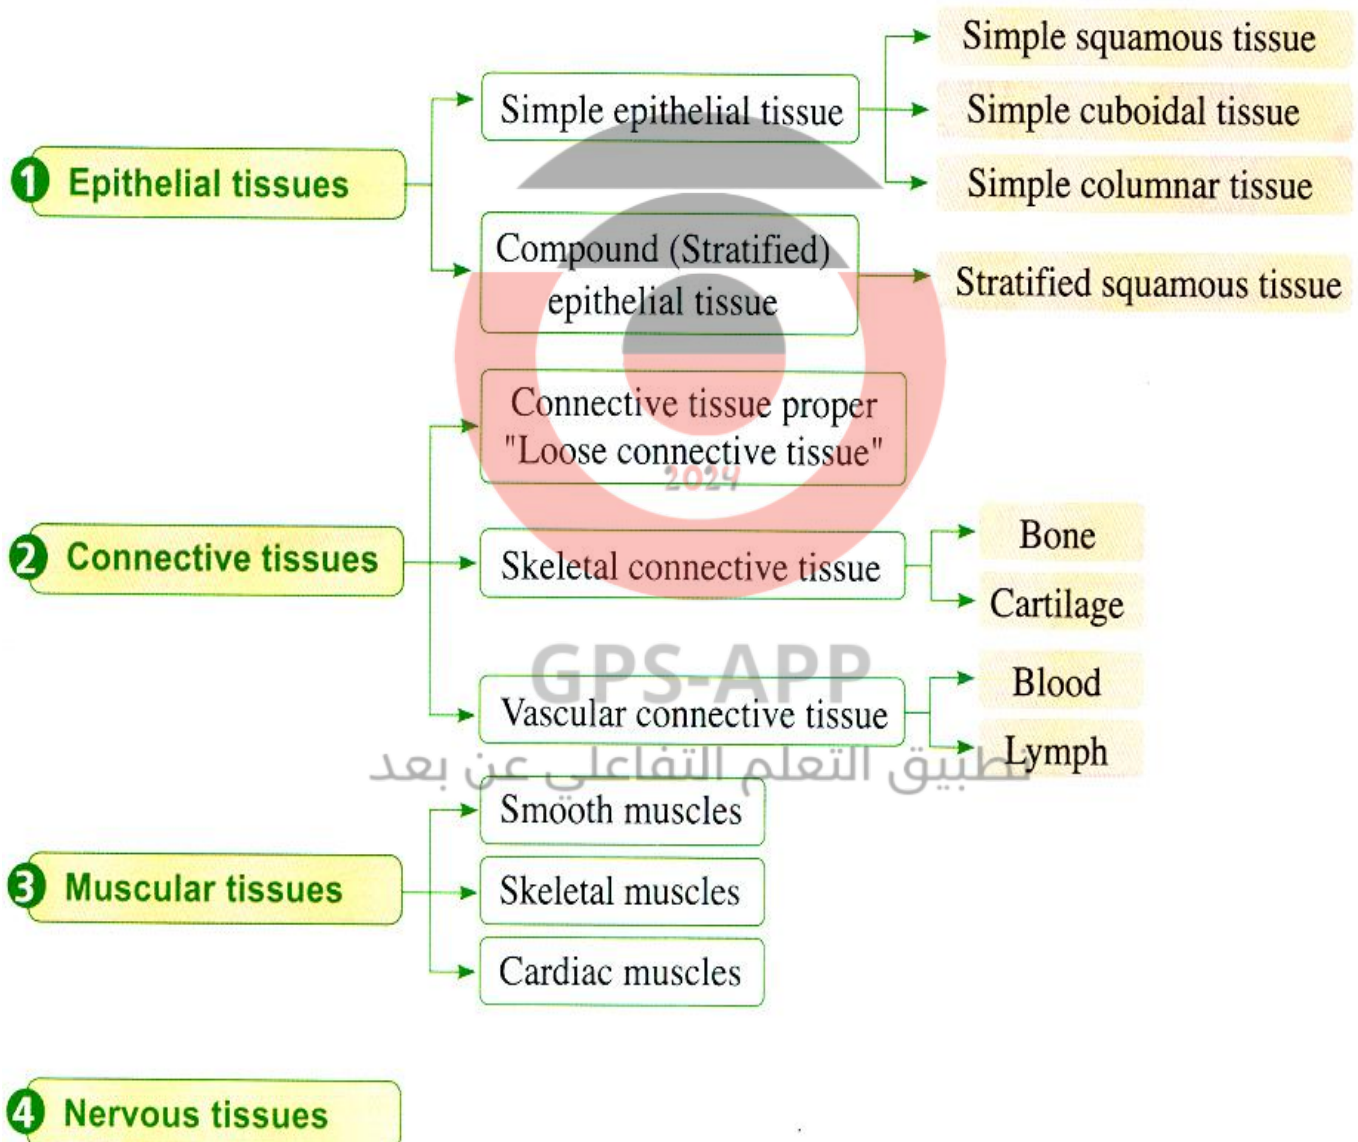 1 Epithelial tissues
Simple epithelial tissue
Simple squamous tissue
Simple cuboidal tissue
Simple columnar tissue
Compound (Stratified)
epithelial tissue
Stratified squamous tissue
2 Connective tissues
Connective tissue proper
"Loose connective tissue"
2024
Skeletal connective tissue
Bone
Cartilage
GPS-APP
Vascular connective tissue
Blood
Lymph
تطبيق التعلم التفاعلي عن بعد
3 Muscular tissues
Smooth muscles
Skeletal muscles
Cardiac muscles
4 Nervous tissues